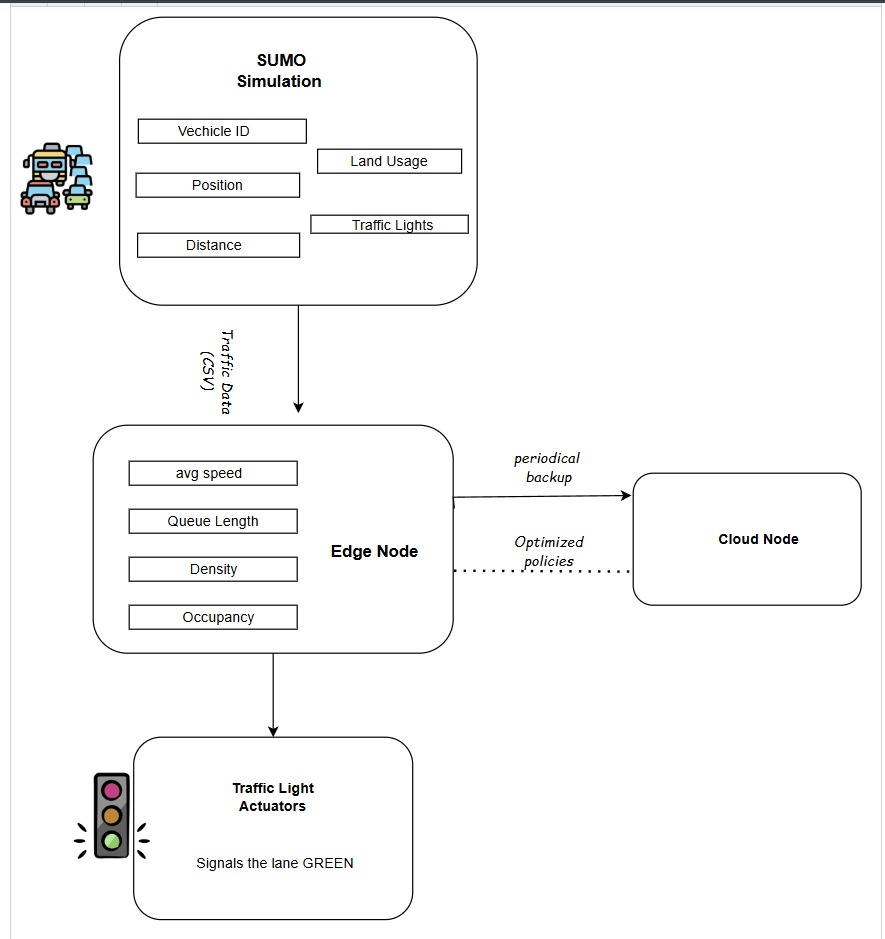 SUMO
Simulation
Vechicle ID
Land Usage
Position
Traffic Lights
Distance
Traffic Data
(CSV)
avg speed
Queue Length
Density
Occupancy
Edge Node
periodical
backup
Optimized
policies
Cloud Node
Traffic Light
Actuators
Signals the lane GREEN